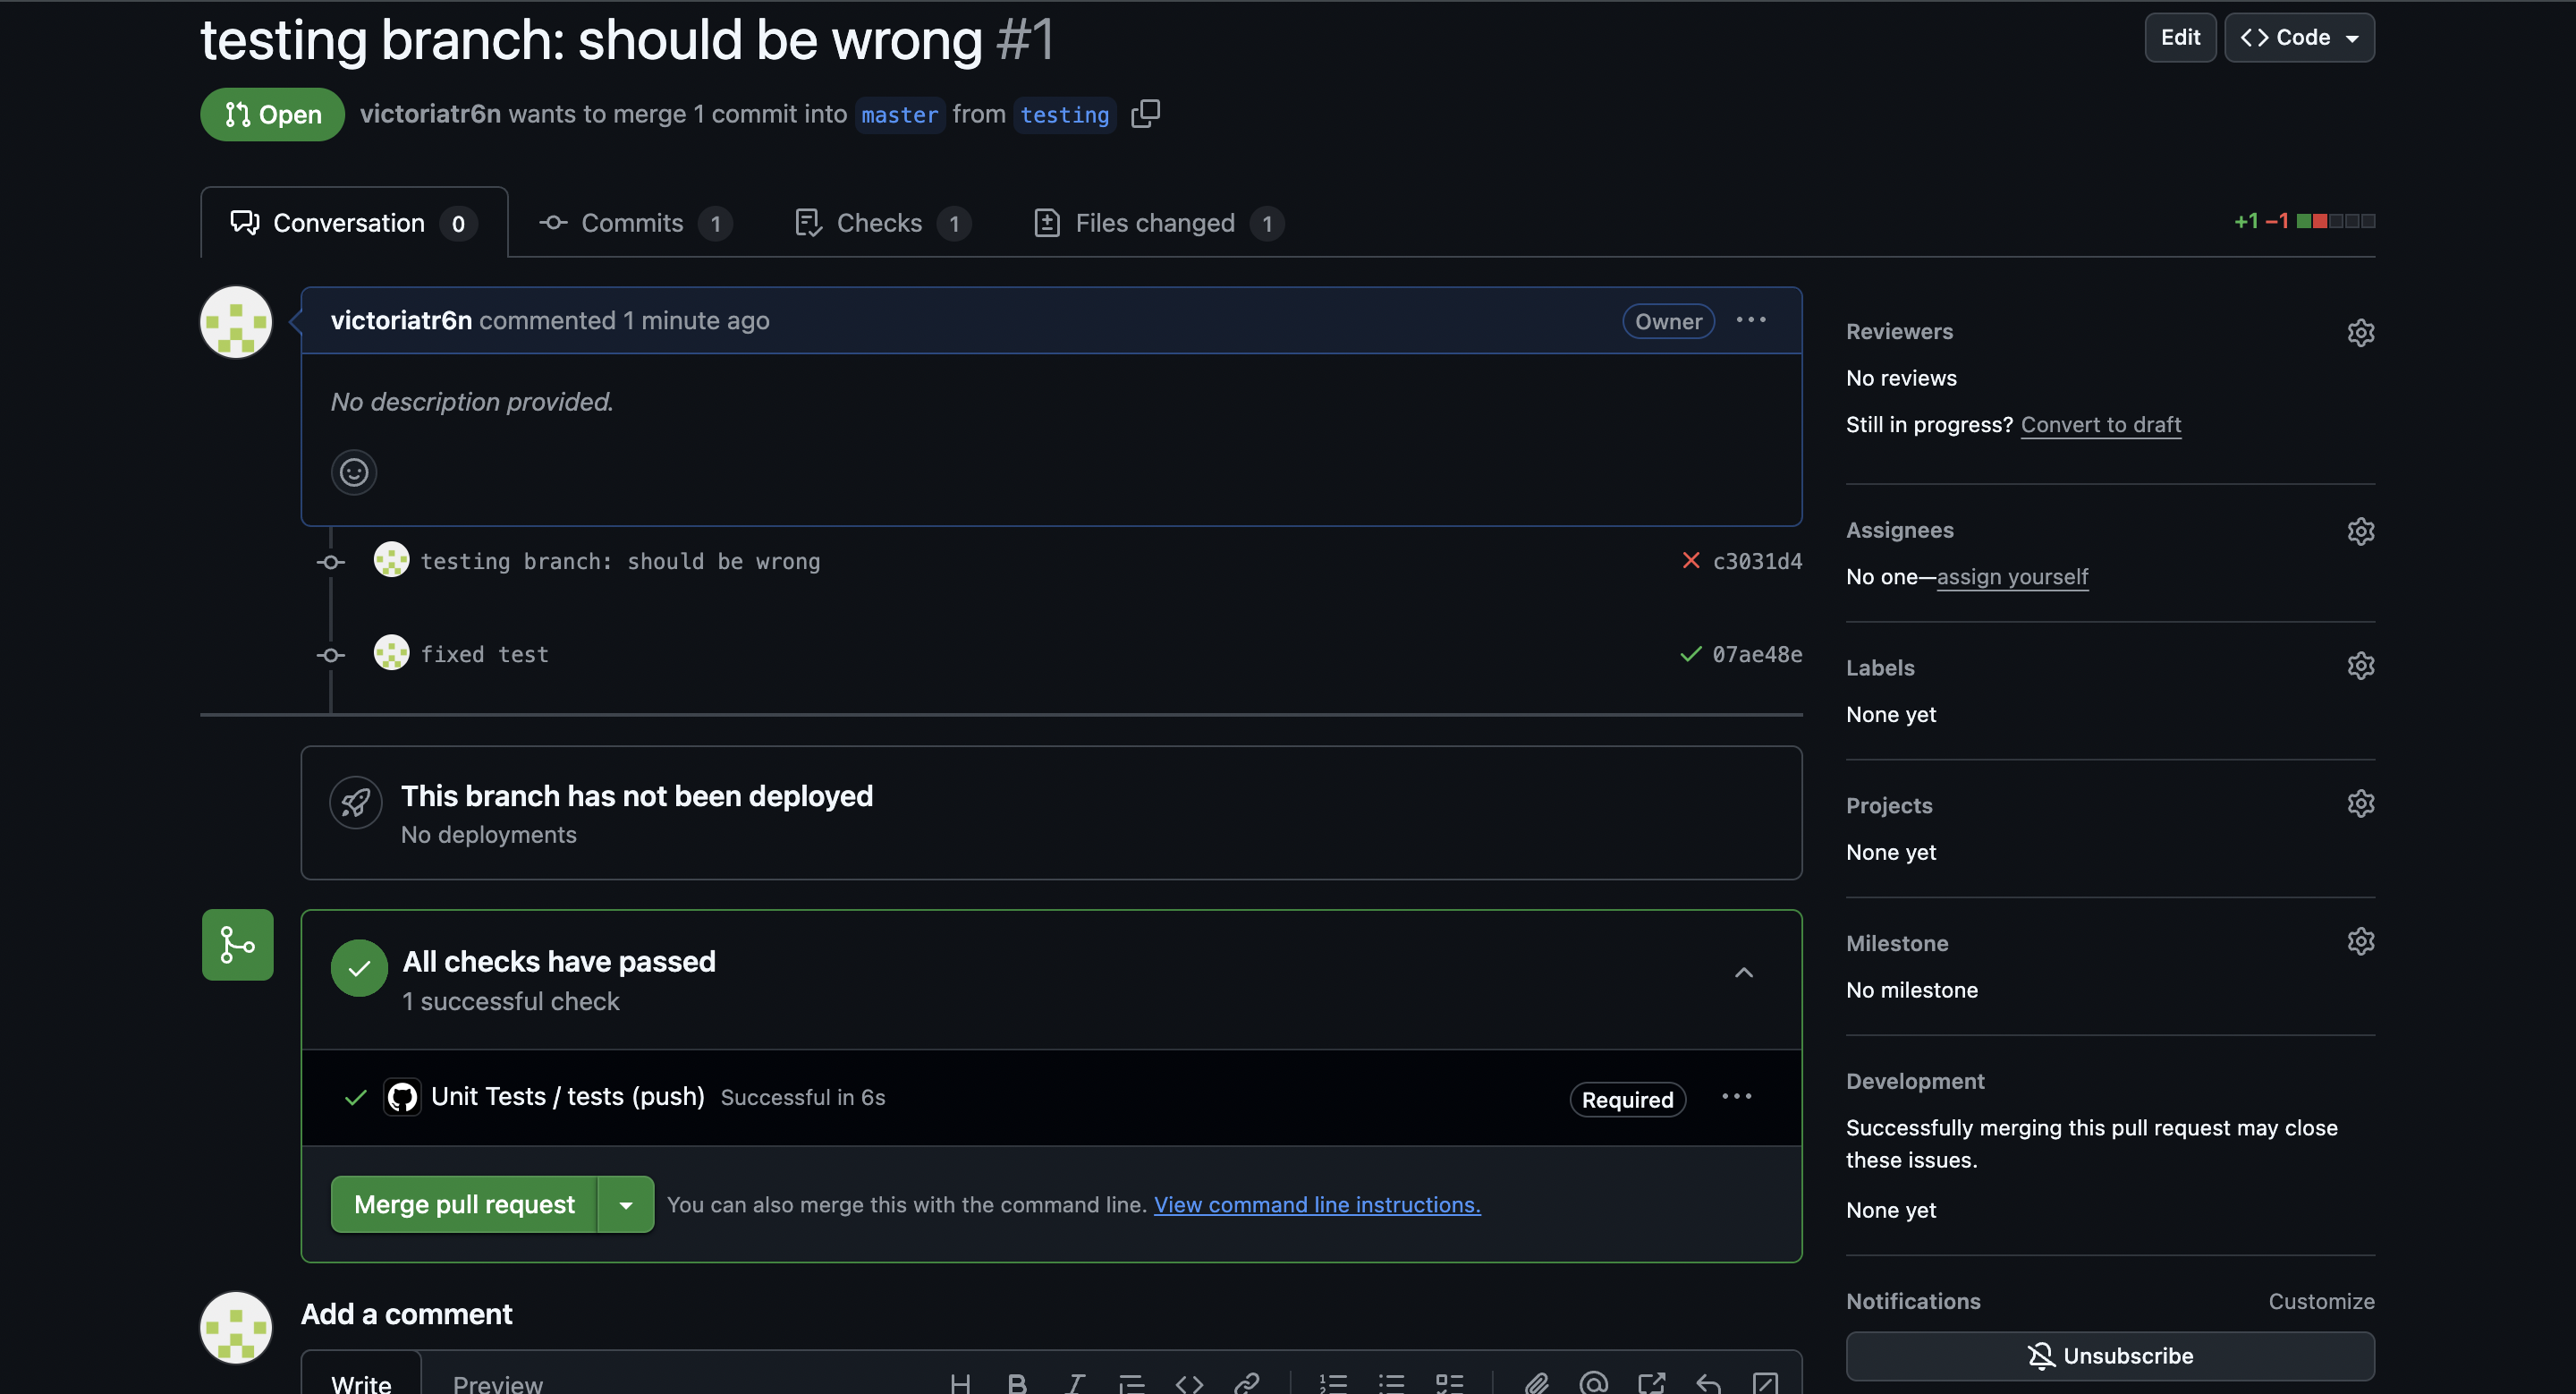 testing branch: should be wrong #1
Edit
<> Code
Open
victoriatr6n wants to merge 1 commit into master from testing
Conversation 0
Commits 1
Checks 1
Files changed 1
+1 −1
victoriatr6n commented 1 minute ago
Owner
No description provided.
testing branch: should be wrong
c3031d4
fixed test
07ae48e
This branch has not been deployed
No deployments
All checks have passed
1 successful check
Unit Tests / tests (push) Successful in 6s
Required
Merge pull request
You can also merge this with the command line. View command line instructions.
Add a comment
Write
Preview
Reviewers
No reviews
Still in progress? Convert to draft
Assignees
No one—assign yourself
Labels
None yet
Projects
None yet
Milestone
No milestone
Development
Successfully merging this pull request may close
these issues.
None yet
Notifications
Customize
Unsubscribe